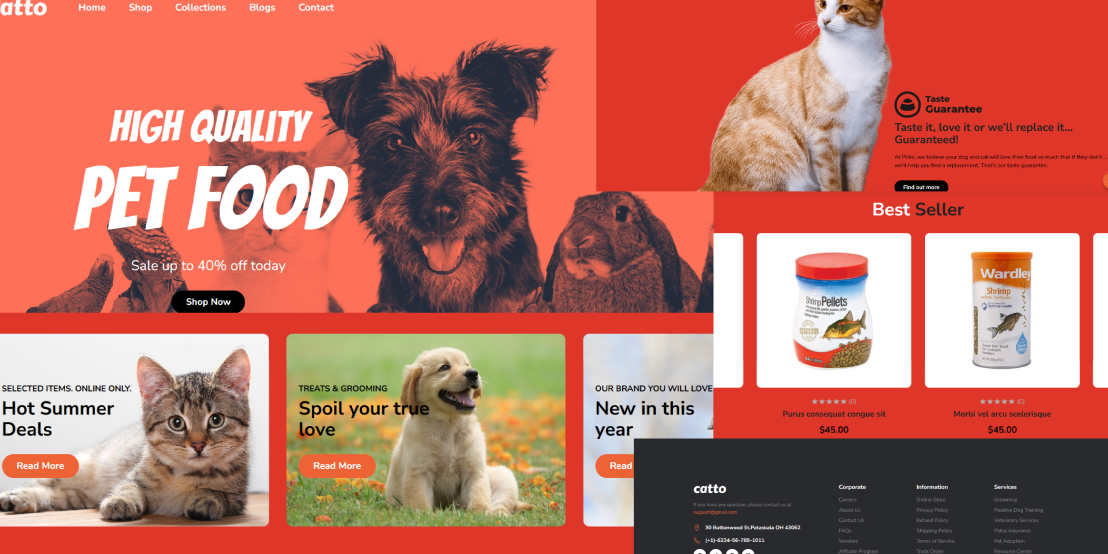 catto
Home
Shop
Collections
Blogs
Contact
HIGH QUALITY
PET FOOD
Sale up to 40% off today
Shop Now
Taste
Guarantee
Taste it, love it or we'll replace it...
Guaranteed!
At Petio, we believe your dog and cat will love their food so much that if they don't ...
we'll help you find a replacement. That's our taste guarantee.
Find out more
Best Seller
Shrimp Pellets
Wardley
Shrimp
(0)
Purus consequat congue sit
$45.00
(0)
Morbi vel arcu scelerisque
$45.00
SELECTED ITEMS. ONLINE ONLY.
Hot Summer
Deals
Read More
TREATS & GROOMING
Spoil your true
love
Read More
OUR BRAND YOU WILL LOVE
New in this
year
Read
catto
If you have any question, please contact us at
support@gmail.com
30 Buttonwood St,Pataskala OH 43062
(+1)-6234-56-789-1011
Corporate
Careers
About Us
Contact Us
FAQs
Vendors
Affiliate Program
Information
Online Store
Privacy Policy
Refund Policy
Shipping Policy
Terms of Service
Track Order
Services
Grooming
Positive Dog Training
Veterinary Services
Petos Insurance
Pet Adoption
Resource Center